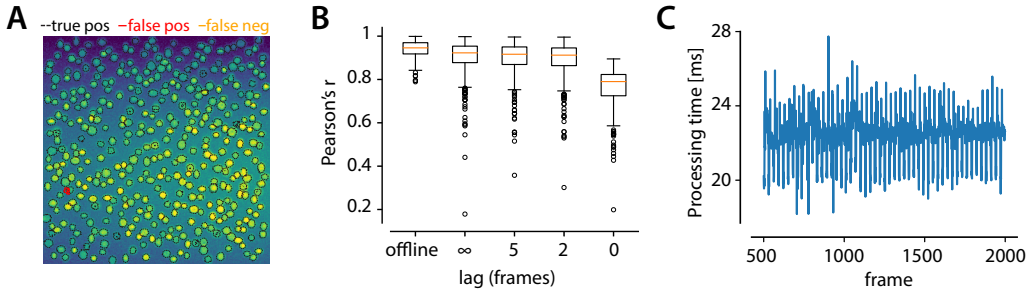 A
--true pos –false pos –false neg
B
Pearson's r
1
0.8
0.6
0.4
0.2
offline ∞ 5 2 0
lag (frames)
C
Processing time [ms]
28
24
20
500 1000 1500 2000
frame